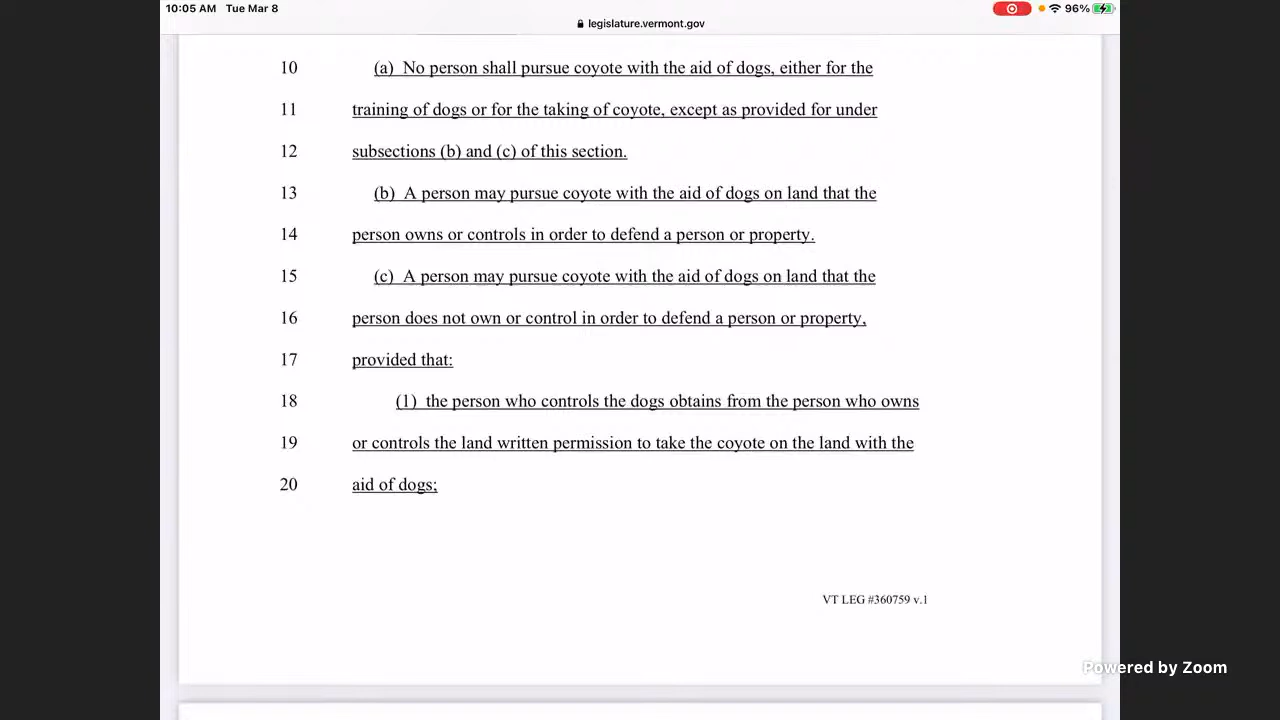 10:05 AM Tue Mar 8 96%
legislature.vermont.gov
10 (a) No person shall pursue coyote with the aid of dogs, either for the
11 training of dogs or for the taking of coyote, except as provided for under
12 subsections (b) and (c) of this section.
13 (b) A person may pursue coyote with the aid of dogs on land that the
14 person owns or controls in order to defend a person or property.
15 (c) A person may pursue coyote with the aid of dogs on land that the
16 person does not own or control in order to defend a person or property,
17 provided that:
18 (1) the person who controls the dogs obtains from the person who owns
19 or controls the land written permission to take the coyote on the land with the
20 aid of dogs;
VT LEG #360759 v.1
Powered by Zoom